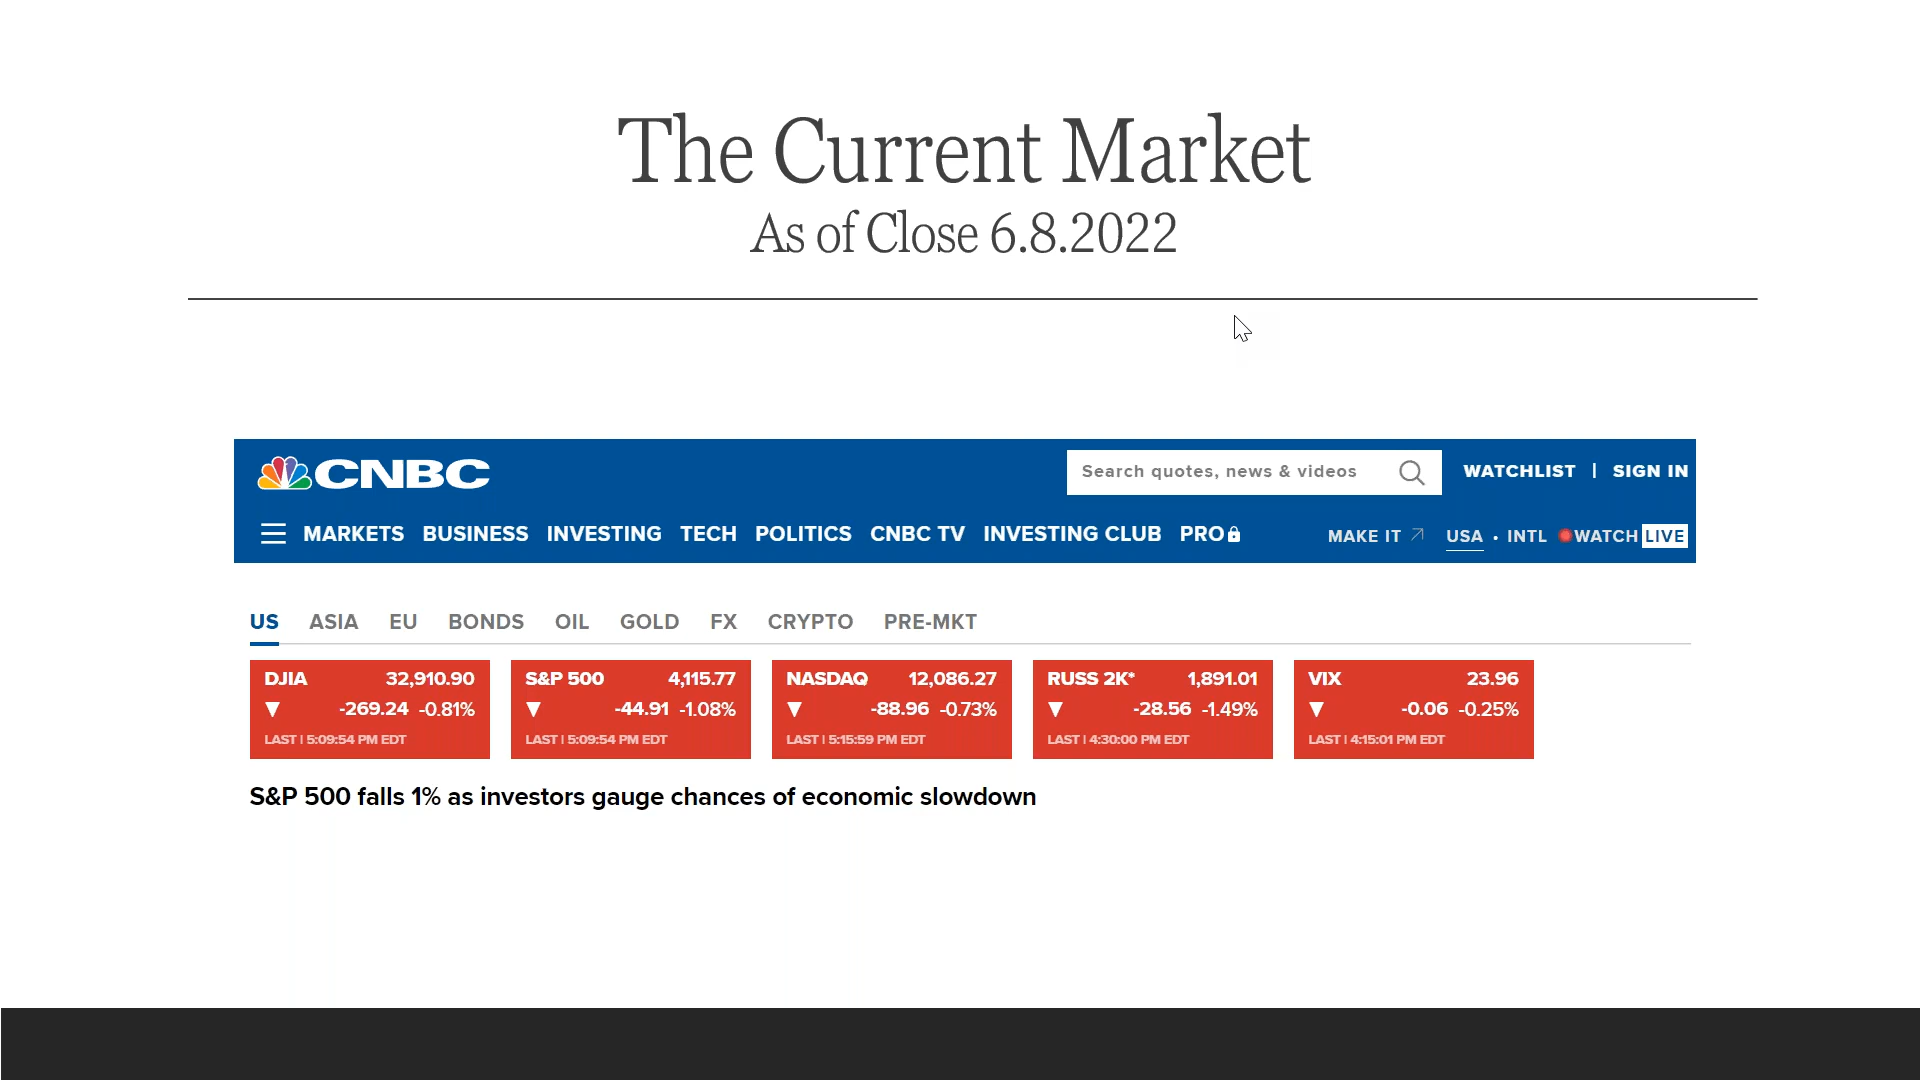 The Current Market
As of Close 6.8.2022
CNBC
Search quotes, news & videos
WATCHLIST | SIGN IN
MARKETS BUSINESS INVESTING TECH POLITICS CNBC TV INVESTING CLUB PRO
MAKE IT USA • INTL WATCH LIVE
US ASIA EU BONDS OIL GOLD FX CRYPTO PRE-MKT
DJIA 32,910.90
▼ -269.24 -0.81%
LAST | 5:09:54 PM EDT
S&P 500 4,115.77
▼ -44.91 -1.08%
LAST | 5:09:54 PM EDT
NASDAQ 12,086.27
▼ -88.96 -0.73%
LAST | 5:15:59 PM EDT
RUSS 2K* 1,891.01
▼ -28.56 -1.49%
LAST | 4:30:00 PM EDT
VIX 23.96
▼ -0.06 -0.25%
LAST | 4:15:01 PM EDT
S&P 500 falls 1% as investors gauge chances of economic slowdown